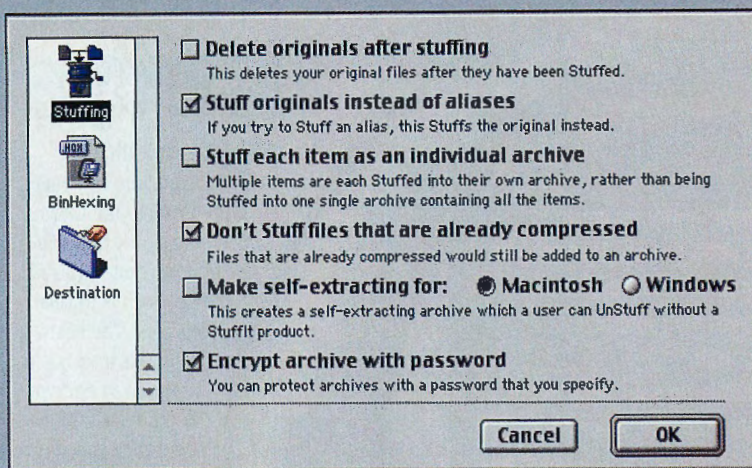 Stuffing
HQX
BinHexing
Destination
Delete originals after stuffing
This deletes your original files after they have been Stuffed.
Stuff originals instead of aliases
If you try to Stuff an alias, this Stuffs the original instead.
Stuff each item as an individual archive
Multiple items are each Stuffed into their own archive, rather than being
Stuffed into one single archive containing all the items.
Don't Stuff files that are already compressed
Files that are already compressed would still be added to an archive.
Make self-extracting for: Macintosh Windows
This creates a self-extracting archive which a user can UnStuff without a
StuffIt product.
Encrypt archive with password
You can protect archives with a password that you specify.
Cancel OK